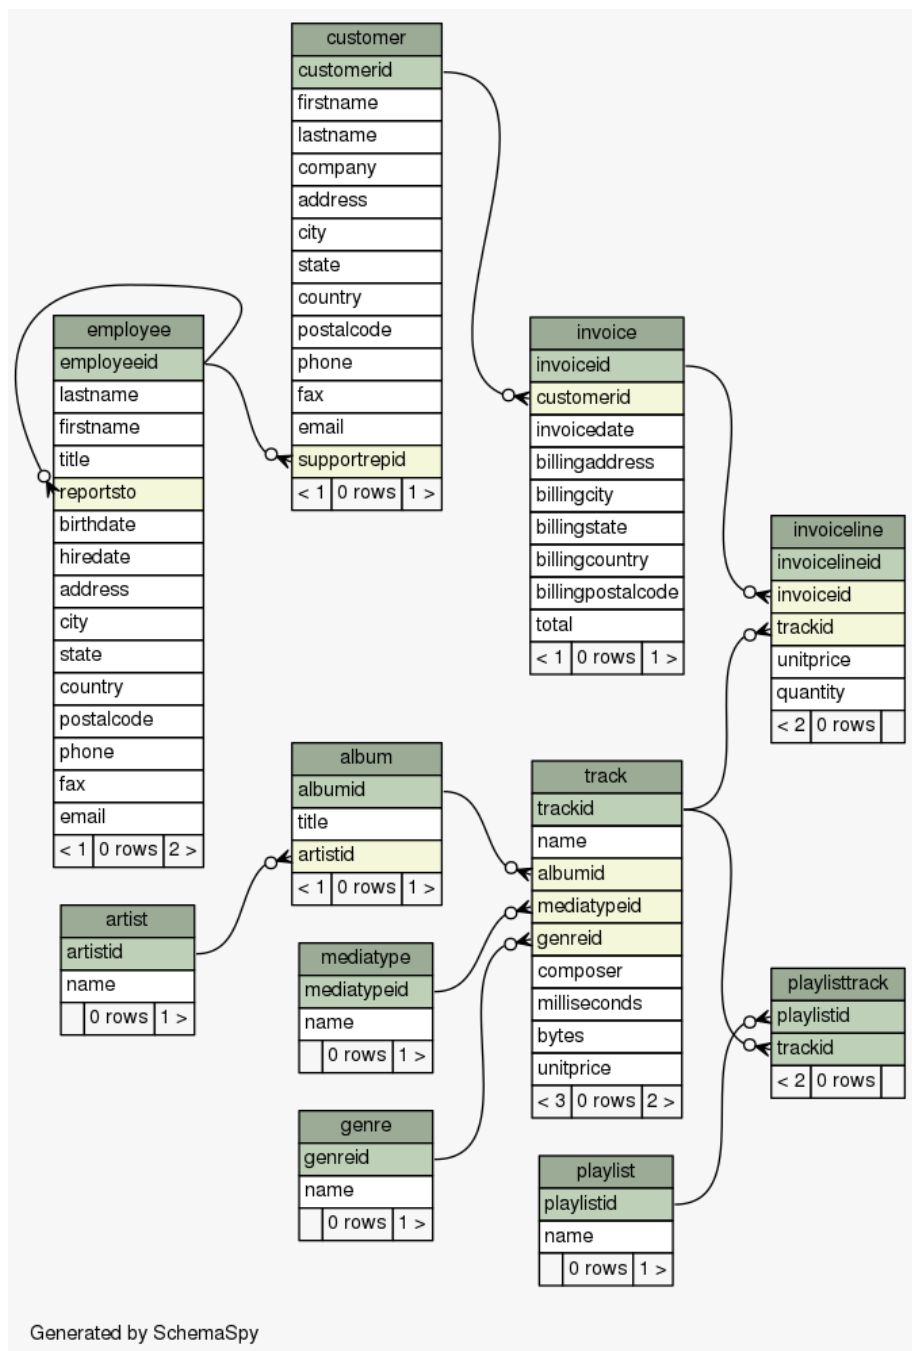 customer
customerid
firstname
lastname
company
address
city
state
country
postalcode
phone
fax
email
supportrepid
< 1 0 rows 1 >
employee
employeeid
lastname
firstname
title
reportsto
birthdate
hiredate
address
city
state
country
postalcode
phone
fax
email
< 1 0 rows 2 >
invoice
invoiceid
customerid
invoicedate
billingaddress
billingcity
billingstate
billingcountry
billingpostalcode
total
< 1 0 rows 1 >
invoiceline
invoicelineid
invoiceid
trackid
unitprice
quantity
< 2 0 rows
album
albumid
title
artistid
< 1 0 rows 1 >
track
trackid
name
albumid
mediatypeid
genreid
composer
milliseconds
bytes
unitprice
< 3 0 rows 2 >
artist
artistid
name
0 rows 1 >
mediatype
mediatypeid
name
0 rows 1 >
playlisttrack
playlistid
trackid
< 2 0 rows
genre
genreid
name
0 rows 1 >
playlist
playlistid
name
0 rows 1 >
Generated by SchemaSpy